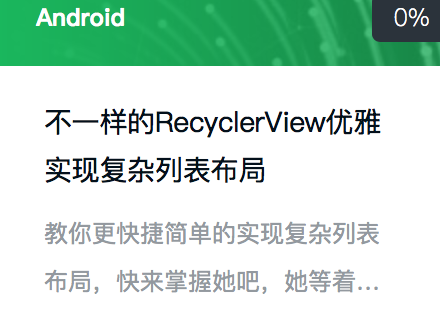 Android
0%
不一样的RecyclerView优雅
实现复杂列表布局
教你更快捷简单的实现复杂列表
布局，快来掌握她吧，她等着…